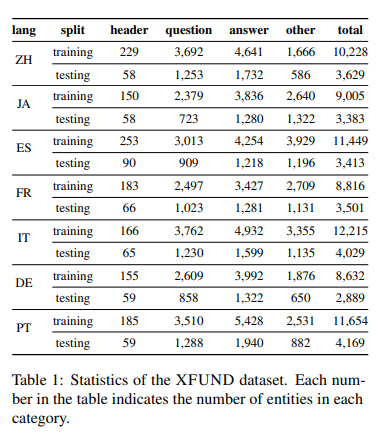 lang split header question answer other total
ZH training 229 3,692 4,641 1,666 10,228
testing 58 1,253 1,732 586 3,629
JA training 150 2,379 3,836 2,640 9,005
testing 58 723 1,280 1,322 3,383
ES training 253 3,013 4,254 3,929 11,449
testing 90 909 1,218 1,196 3,413
FR training 183 2,497 3,427 2,709 8,816
testing 66 1,023 1,281 1,131 3,501
IT training 166 3,762 4,932 3,355 12,215
testing 65 1,230 1,599 1,135 4,029
DE training 155 2,609 3,992 1,876 8,632
testing 59 858 1,322 650 2,889
PT training 185 3,510 5,428 2,531 11,654
testing 59 1,288 1,940 882 4,169
Table 1: Statistics of the XFUND dataset. Each num-
ber in the table indicates the number of entities in each
category.